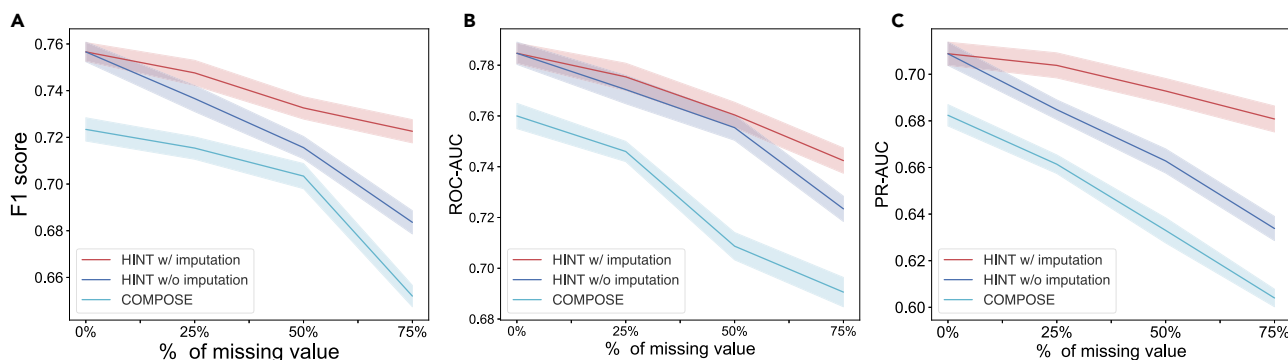 A
F1 score
0.76
0.74
0.72
0.70
0.68
0.66
HINT w/ imputation
HINT w/o imputation
COMPOSE
0%
25%
50%
75%
% of missing value
B
ROC-AUC
0.78
0.76
0.74
0.72
0.70
0.68
HINT w/ imputation
HINT w/o imputation
COMPOSE
0%
25%
50%
75%
% of missing value
C
PR-AUC
0.70
0.68
0.66
0.64
0.62
0.60
HINT w/ imputation
HINT w/o imputation
COMPOSE
0%
25%
50%
75%
% of missing value